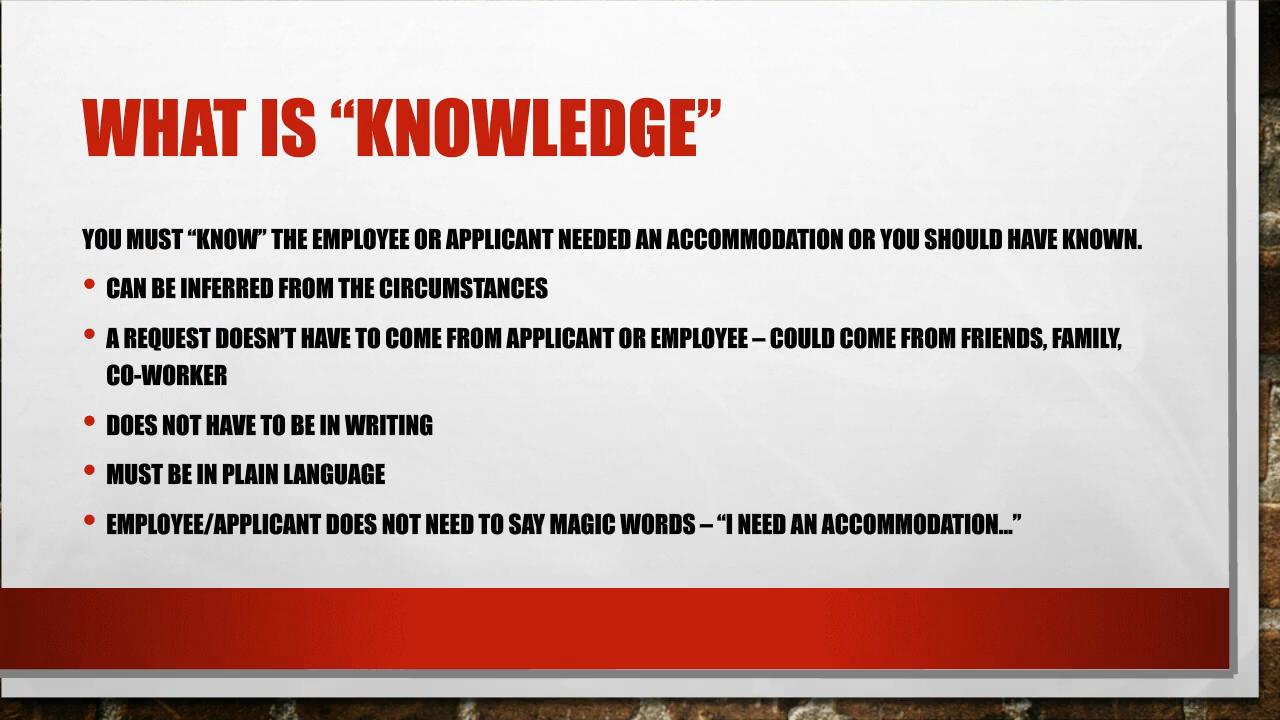 WHAT IS “KNOWLEDGE”
YOU MUST “KNOW” THE EMPLOYEE OR APPLICANT NEEDED AN ACCOMMODATION OR YOU SHOULD HAVE KNOWN.
• CAN BE INFERRED FROM THE CIRCUMSTANCES
• A REQUEST DOESN’T HAVE TO COME FROM APPLICANT OR EMPLOYEE – COULD COME FROM FRIENDS, FAMILY,
CO-WORKER
• DOES NOT HAVE TO BE IN WRITING
• MUST BE IN PLAIN LANGUAGE
• EMPLOYEE/APPLICANT DOES NOT NEED TO SAY MAGIC WORDS – “I NEED AN ACCOMMODATION…”